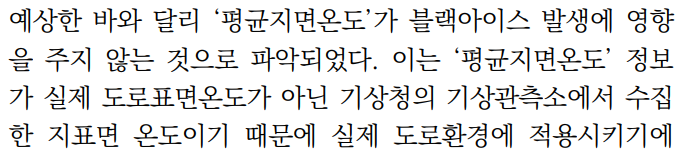 예상한 바와 달리 ‘평균지면온도’가 블랙아이스 발생에 영향
을 주지 않는 것으로 파악되었다. 이는 ‘평균지면온도’ 정보
가 실제 도로표면온도가 아닌 기상청의 기상관측소에서 수집
한 지표면 온도이기 때문에 실제 도로환경에 적용시키기에